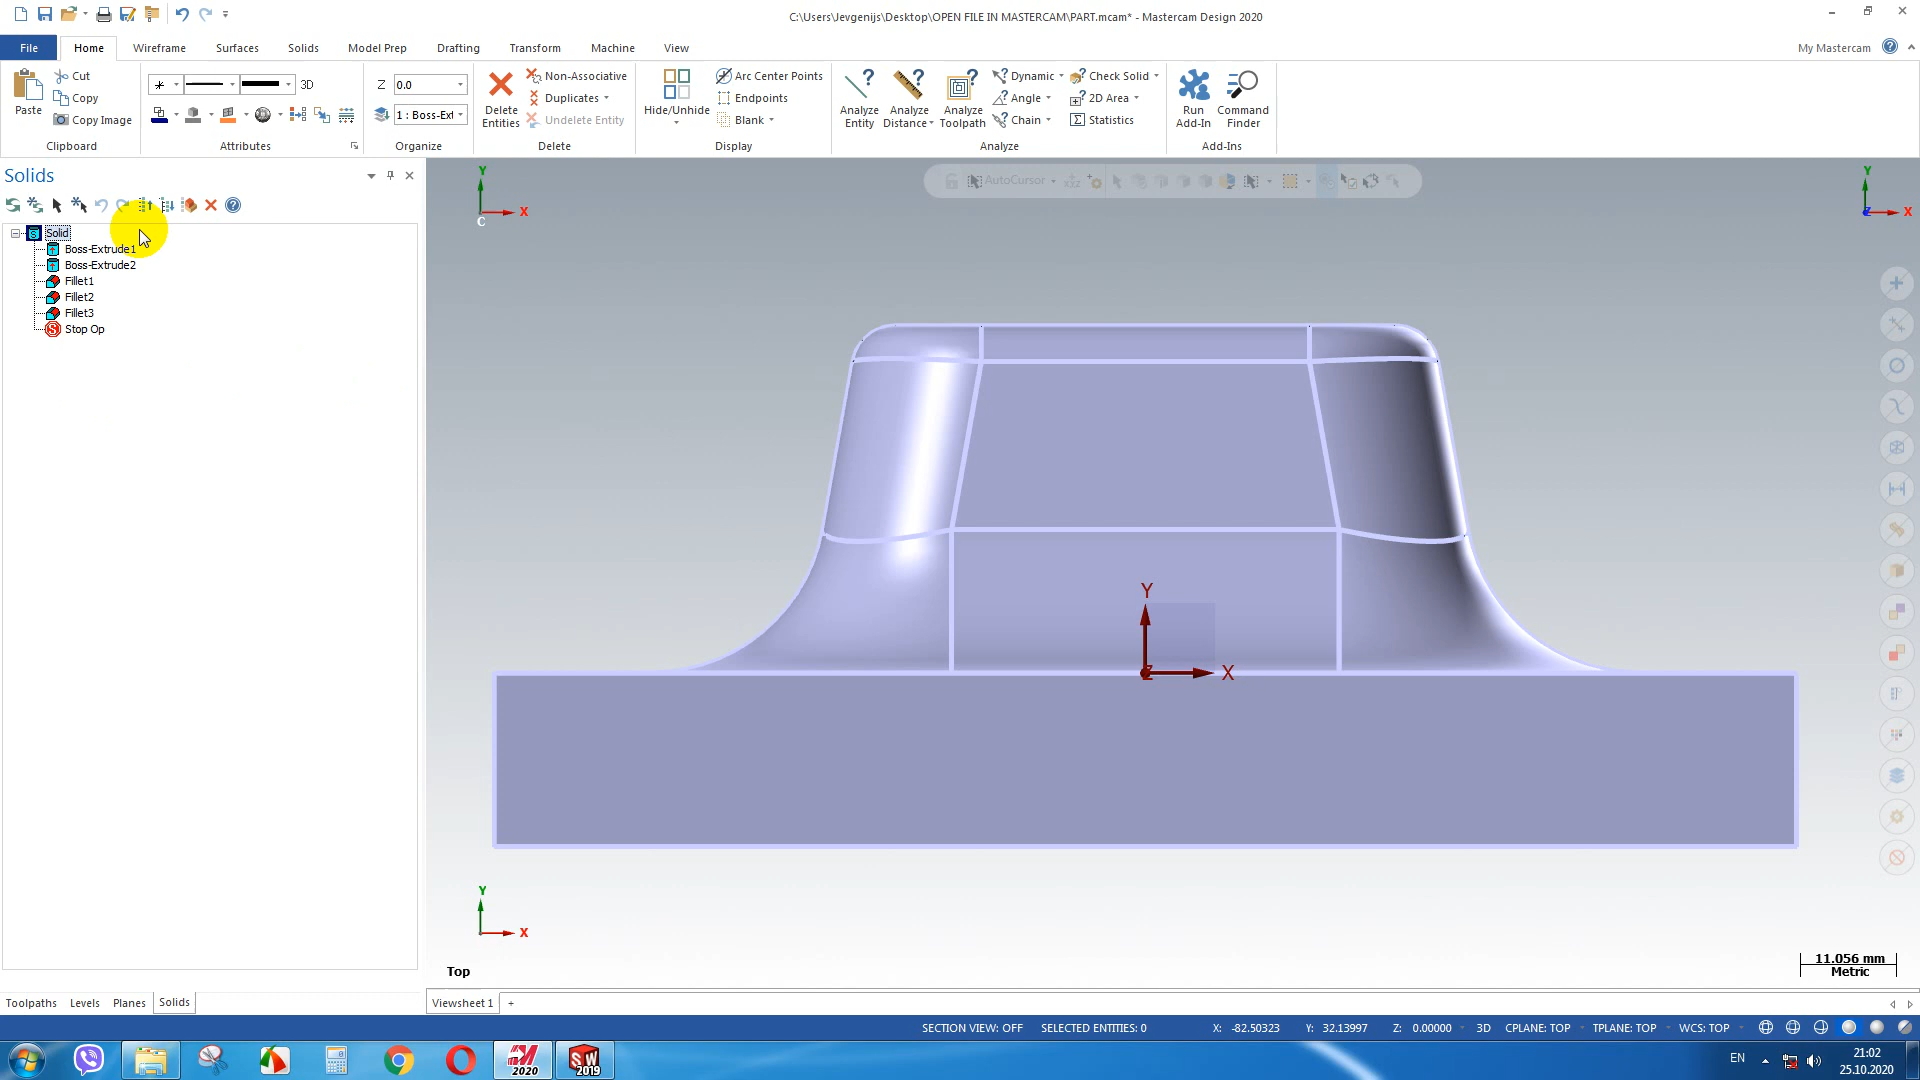 C:\Users\Jevgenijs\Desktop\OPEN FILE IN MASTERCAM\PART.mcam* - Mastercam Design 2020
File Home Wireframe Surfaces Solids Model Prep Drafting Transform Machine View My Mastercam
Paste
Cut
Copy
Copy Image
Clipboard
3D
Attributes
Z 0.0
1 : Boss-Ext
Organize
Delete Entities
Non-Associative
Duplicates
Undelete Entity
Delete
Hide/Unhide
Arc Center Points
Endpoints
Blank
Display
Analyze Entity
Analyze Distance
Analyze Toolpath
Dynamic
Angle
Chain
Check Solid
2D Area
Statistics
Analyze
Run Add-In
Command Finder
Add-Ins
Solids
Solid
Boss-Extrude1
Boss-Extrude2
Fillet1
Fillet2
Fillet3
Stop Op
AutoCursor
Y
X
C
Y
X
Z
Y
X
Z
Y
X
Top
11.056 mm
Metric
Toolpaths Levels Planes Solids
Viewsheet 1 +
SECTION VIEW: OFF SELECTED ENTITIES: 0 X: -82.50323 Y: 32.13997 Z: 0.00000 3D CPLANE: TOP TPLANE: TOP WCS: TOP
2020
SW
2019
EN
21:02
25.10.2020